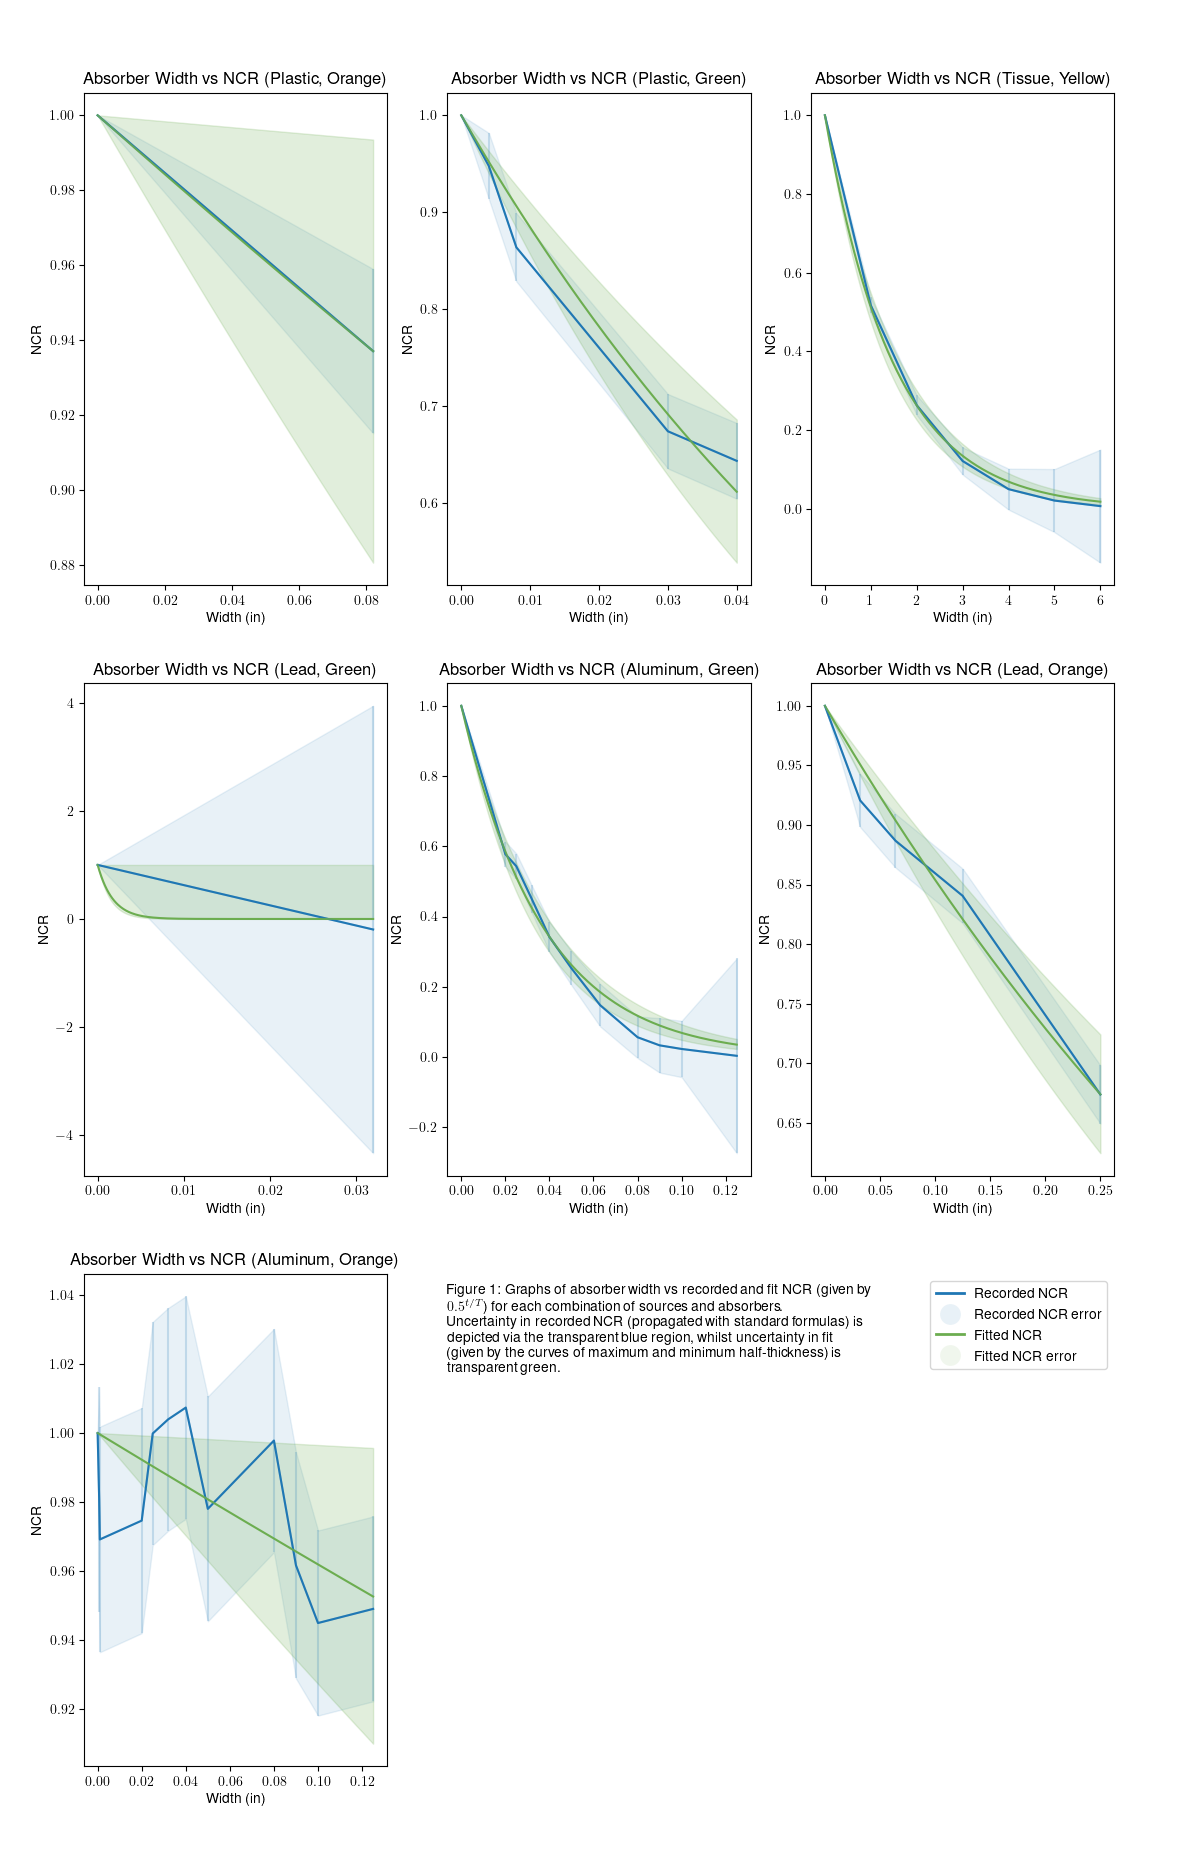 Absorber Width vs NCR (Plastic, Orange)
1.00
0.98
0.96
0.94
0.92
0.90
0.88
NCR
0.00 0.02 0.04 0.06 0.08
Width (in)
Absorber Width vs NCR (Plastic, Green)
1.0
0.9
0.8
0.7
0.6
NCR
0.00 0.01 0.02 0.03 0.04
Width (in)
Absorber Width vs NCR (Tissue, Yellow)
1.0
0.8
0.6
0.4
0.2
0.0
NCR
0 1 2 3 4 5 6
Width (in)
Absorber Width vs NCR (Lead, Green)
4
2
0
−2
−4
NCR
0.00 0.01 0.02 0.03
Width (in)
Absorber Width vs NCR (Aluminum, Green)
1.0
0.8
0.6
0.4
0.2
0.0
−0.2
NCR
0.00 0.02 0.04 0.06 0.08 0.10 0.12
Width (in)
Absorber Width vs NCR (Lead, Orange)
1.00
0.95
0.90
0.85
0.80
0.75
0.70
0.65
NCR
0.00 0.05 0.10 0.15 0.20 0.25
Width (in)
Absorber Width vs NCR (Aluminum, Orange)
1.04
1.02
1.00
0.98
0.96
0.94
0.92
NCR
0.00 0.02 0.04 0.06 0.08 0.10 0.12
Width (in)
Figure 1: Graphs of absorber width vs recorded and fit NCR (given by
0.5^{t/T}) for each combination of sources and absorbers.
Uncertainty in recorded NCR (propagated with standard formulas) is
depicted via the transparent blue region, whilst uncertainty in fit
(given by the curves of maximum and minimum half-thickness) is
transparent green.
Recorded NCR
Recorded NCR error
Fitted NCR
Fitted NCR error